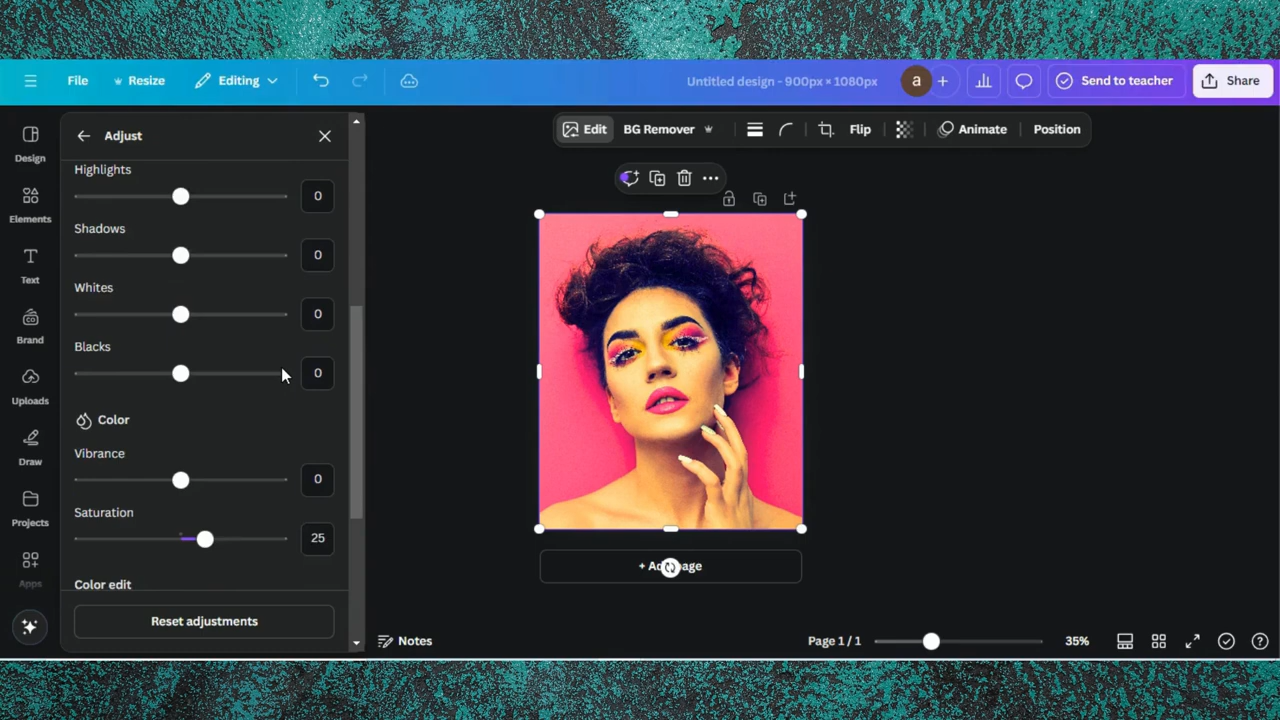 File
Resize
Editing
Untitled design - 900px × 1080px
a
+
Send to teacher
Share
Design
Elements
Text
Brand
Uploads
Draw
Projects
Apps
Adjust
Highlights
0
Shadows
0
Whites
0
Blacks
0
Color
Vibrance
0
Saturation
25
Color edit
Reset adjustments
Edit
BG Remover
Flip
Animate
Position
Notes
Page 1 / 1
35%